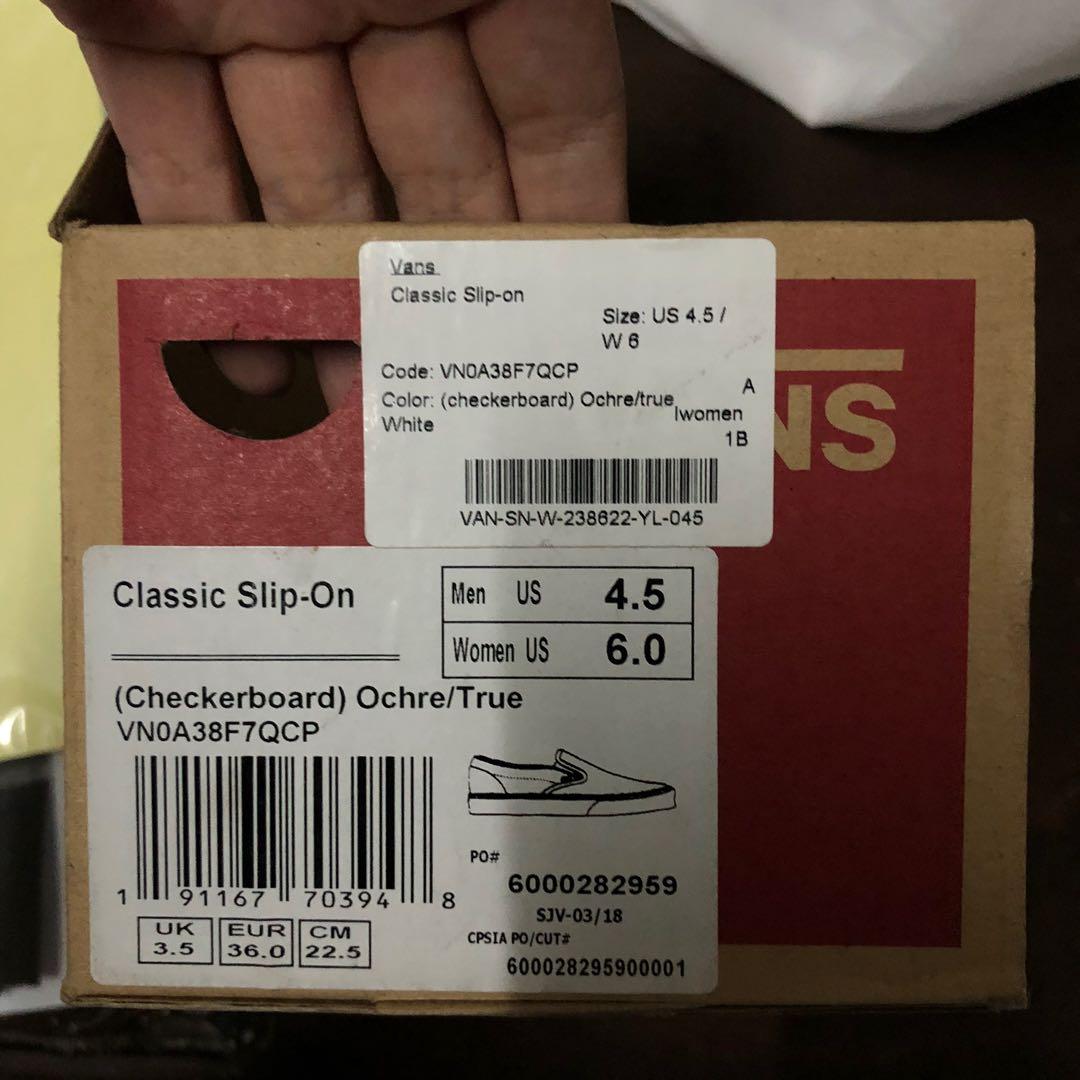 Vans
Classic Slip-on
Size: US 4.5 /
W 6
Code: VN0A38F7QCP
A
Color: (checkerboard) Ochre/true
lwomen
White
1B
VAN-SN-W-238622-YL-045
NS
Classic Slip-On
Men US 4.5
Women US 6.0
(Checkerboard) Ochre/True
VN0A38F7QCP
1 91167 70394 8
PO#
6000282959
SJV-03/18
CPSIA PO/CUT#
600028295900001
UK EUR CM
3.5 36.0 22.5